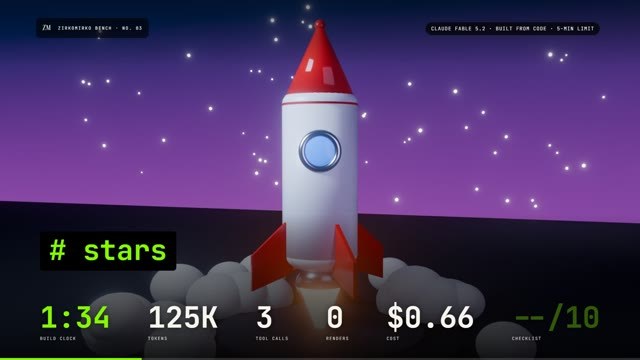 ZM ZIRKOMIRKO BENCH · NO. 03
CLAUDE FABLE 5.2 · BUILT FROM CODE · 5-MIN LIMIT
# stars
1:34 125K 3 0 $0.66 --/10
BUILD CLOCK TOKENS TOOL CALLS RENDERS COST CHECKLIST